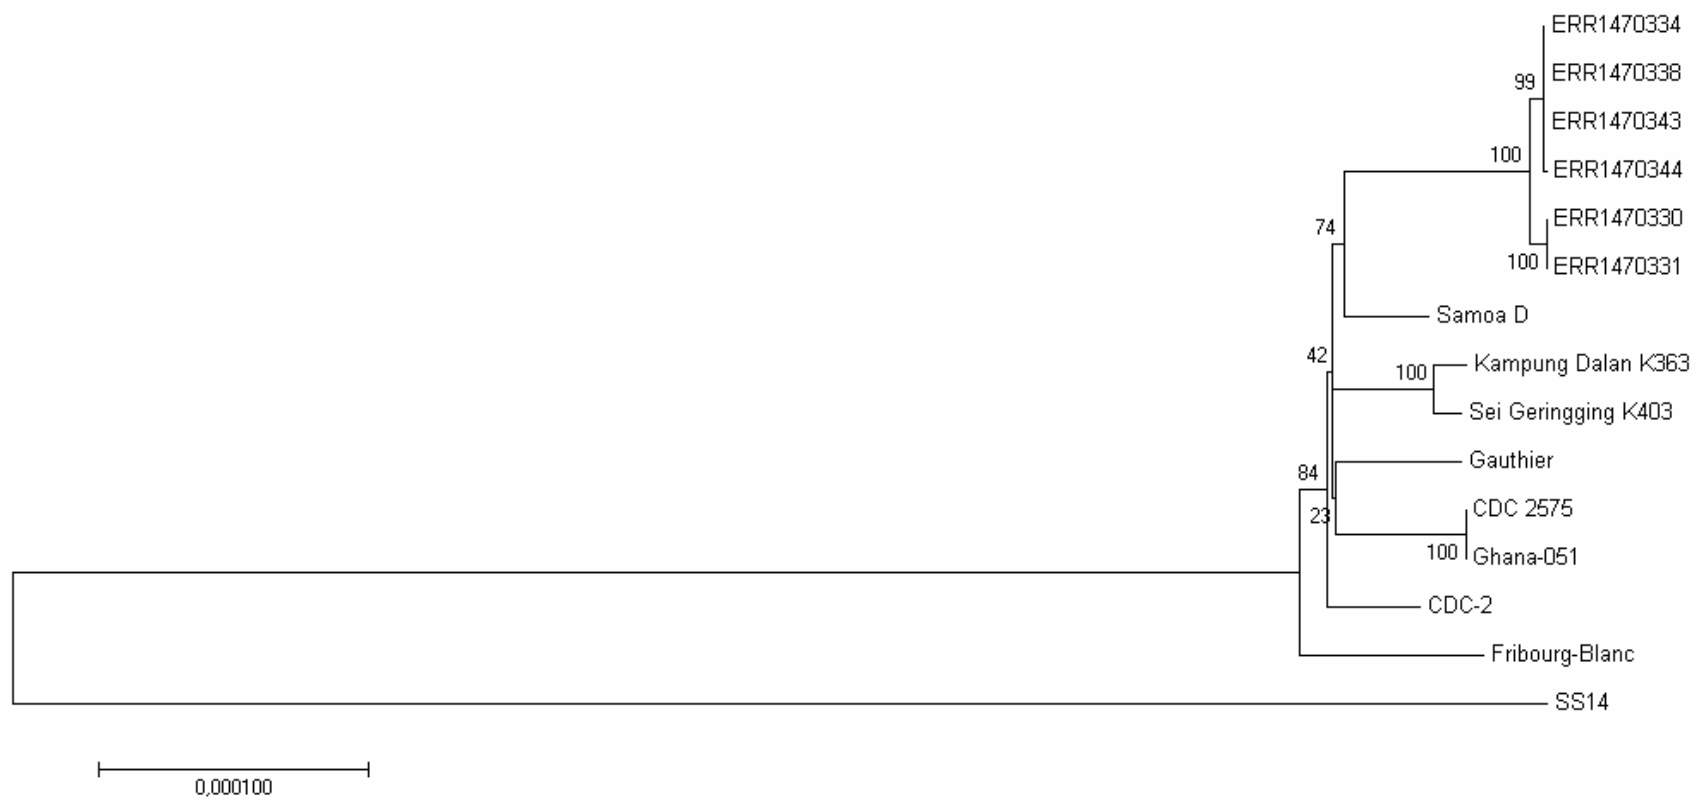 ERR1470334
ERR1470338
99
ERR1470343
100
ERR1470344
ERR1470330
74
100
ERR1470331
Samoa D
42
Kampung Dalan K363
100
Sei Geringging K403
Gauthier
84
CDC 2575
23
100
Ghana-051
CDC-2
Fribourg-Blanc
SS14
0,000100